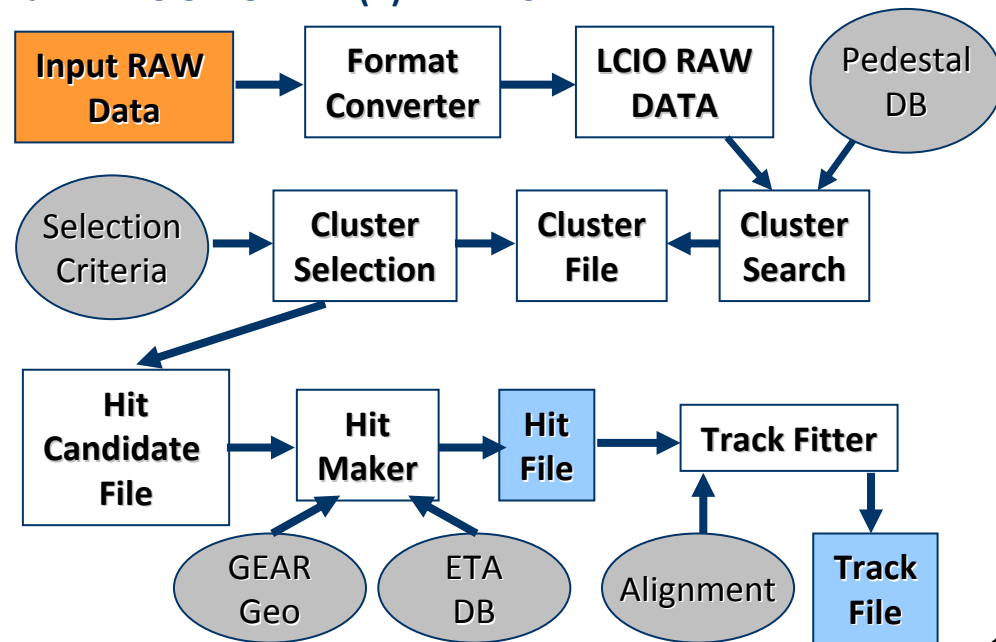 Input RAW
Data
Format
Converter
LCIO RAW
DATA
Pedestal
DB
Selection
Criteria
Cluster
Selection
Cluster
File
Cluster
Search
Hit
Candidate
File
Hit
Maker
Hit
File
Track Fitter
GEAR
Geo
ETA
DB
Alignment
Track
File